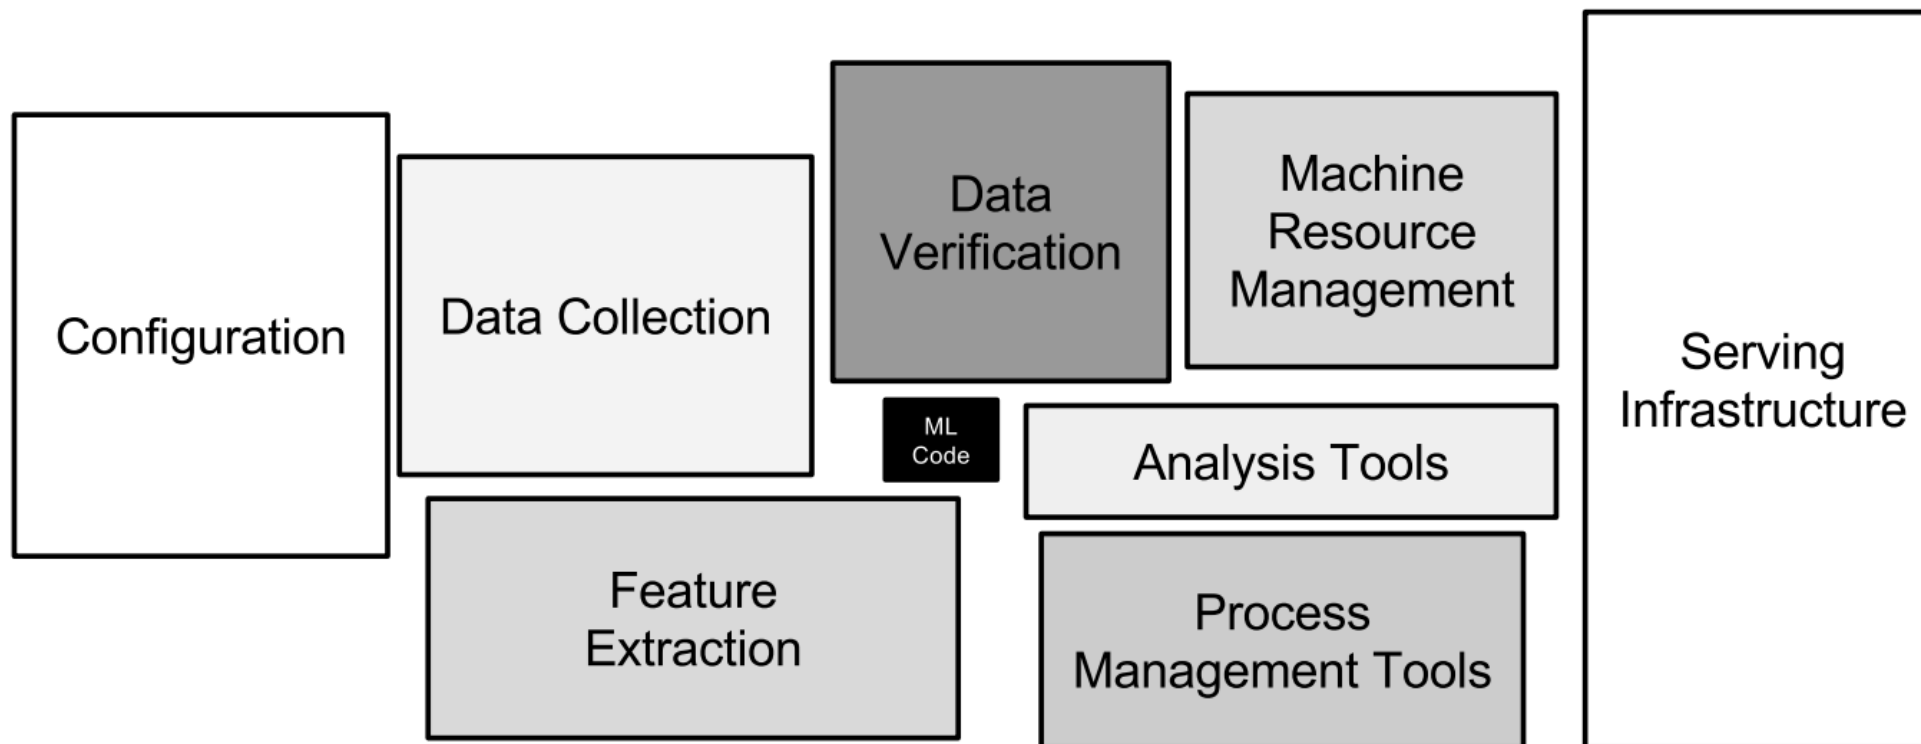 Configuration
Data Collection
Data
Verification
Machine
Resource
Management
ML
Code
Analysis Tools
Serving
Infrastructure
Feature
Extraction
Process
Management Tools